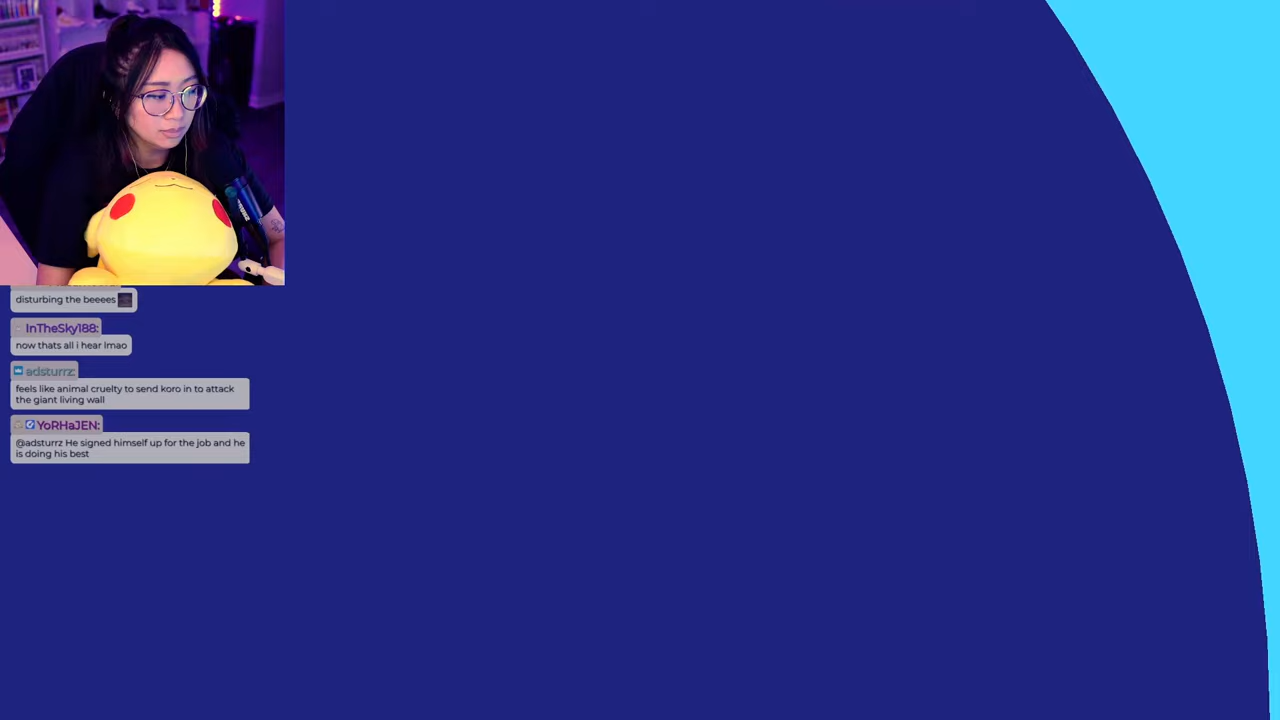 disturbing the beeees
InTheSky188:
now thats all i hear lmao
adsturrz:
feels like animal cruelty to send koro in to attack
the giant living wall
YoRHaJEN:
@adsturrz He signed himself up for the job and he
is doing his best